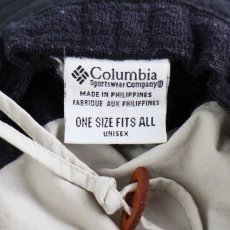 Columbia
Sportswear Company®
MADE IN PHILIPPINES
FABRIQUE AUX PHILIPPINES
ONE SIZE FITS ALL
UNISEX